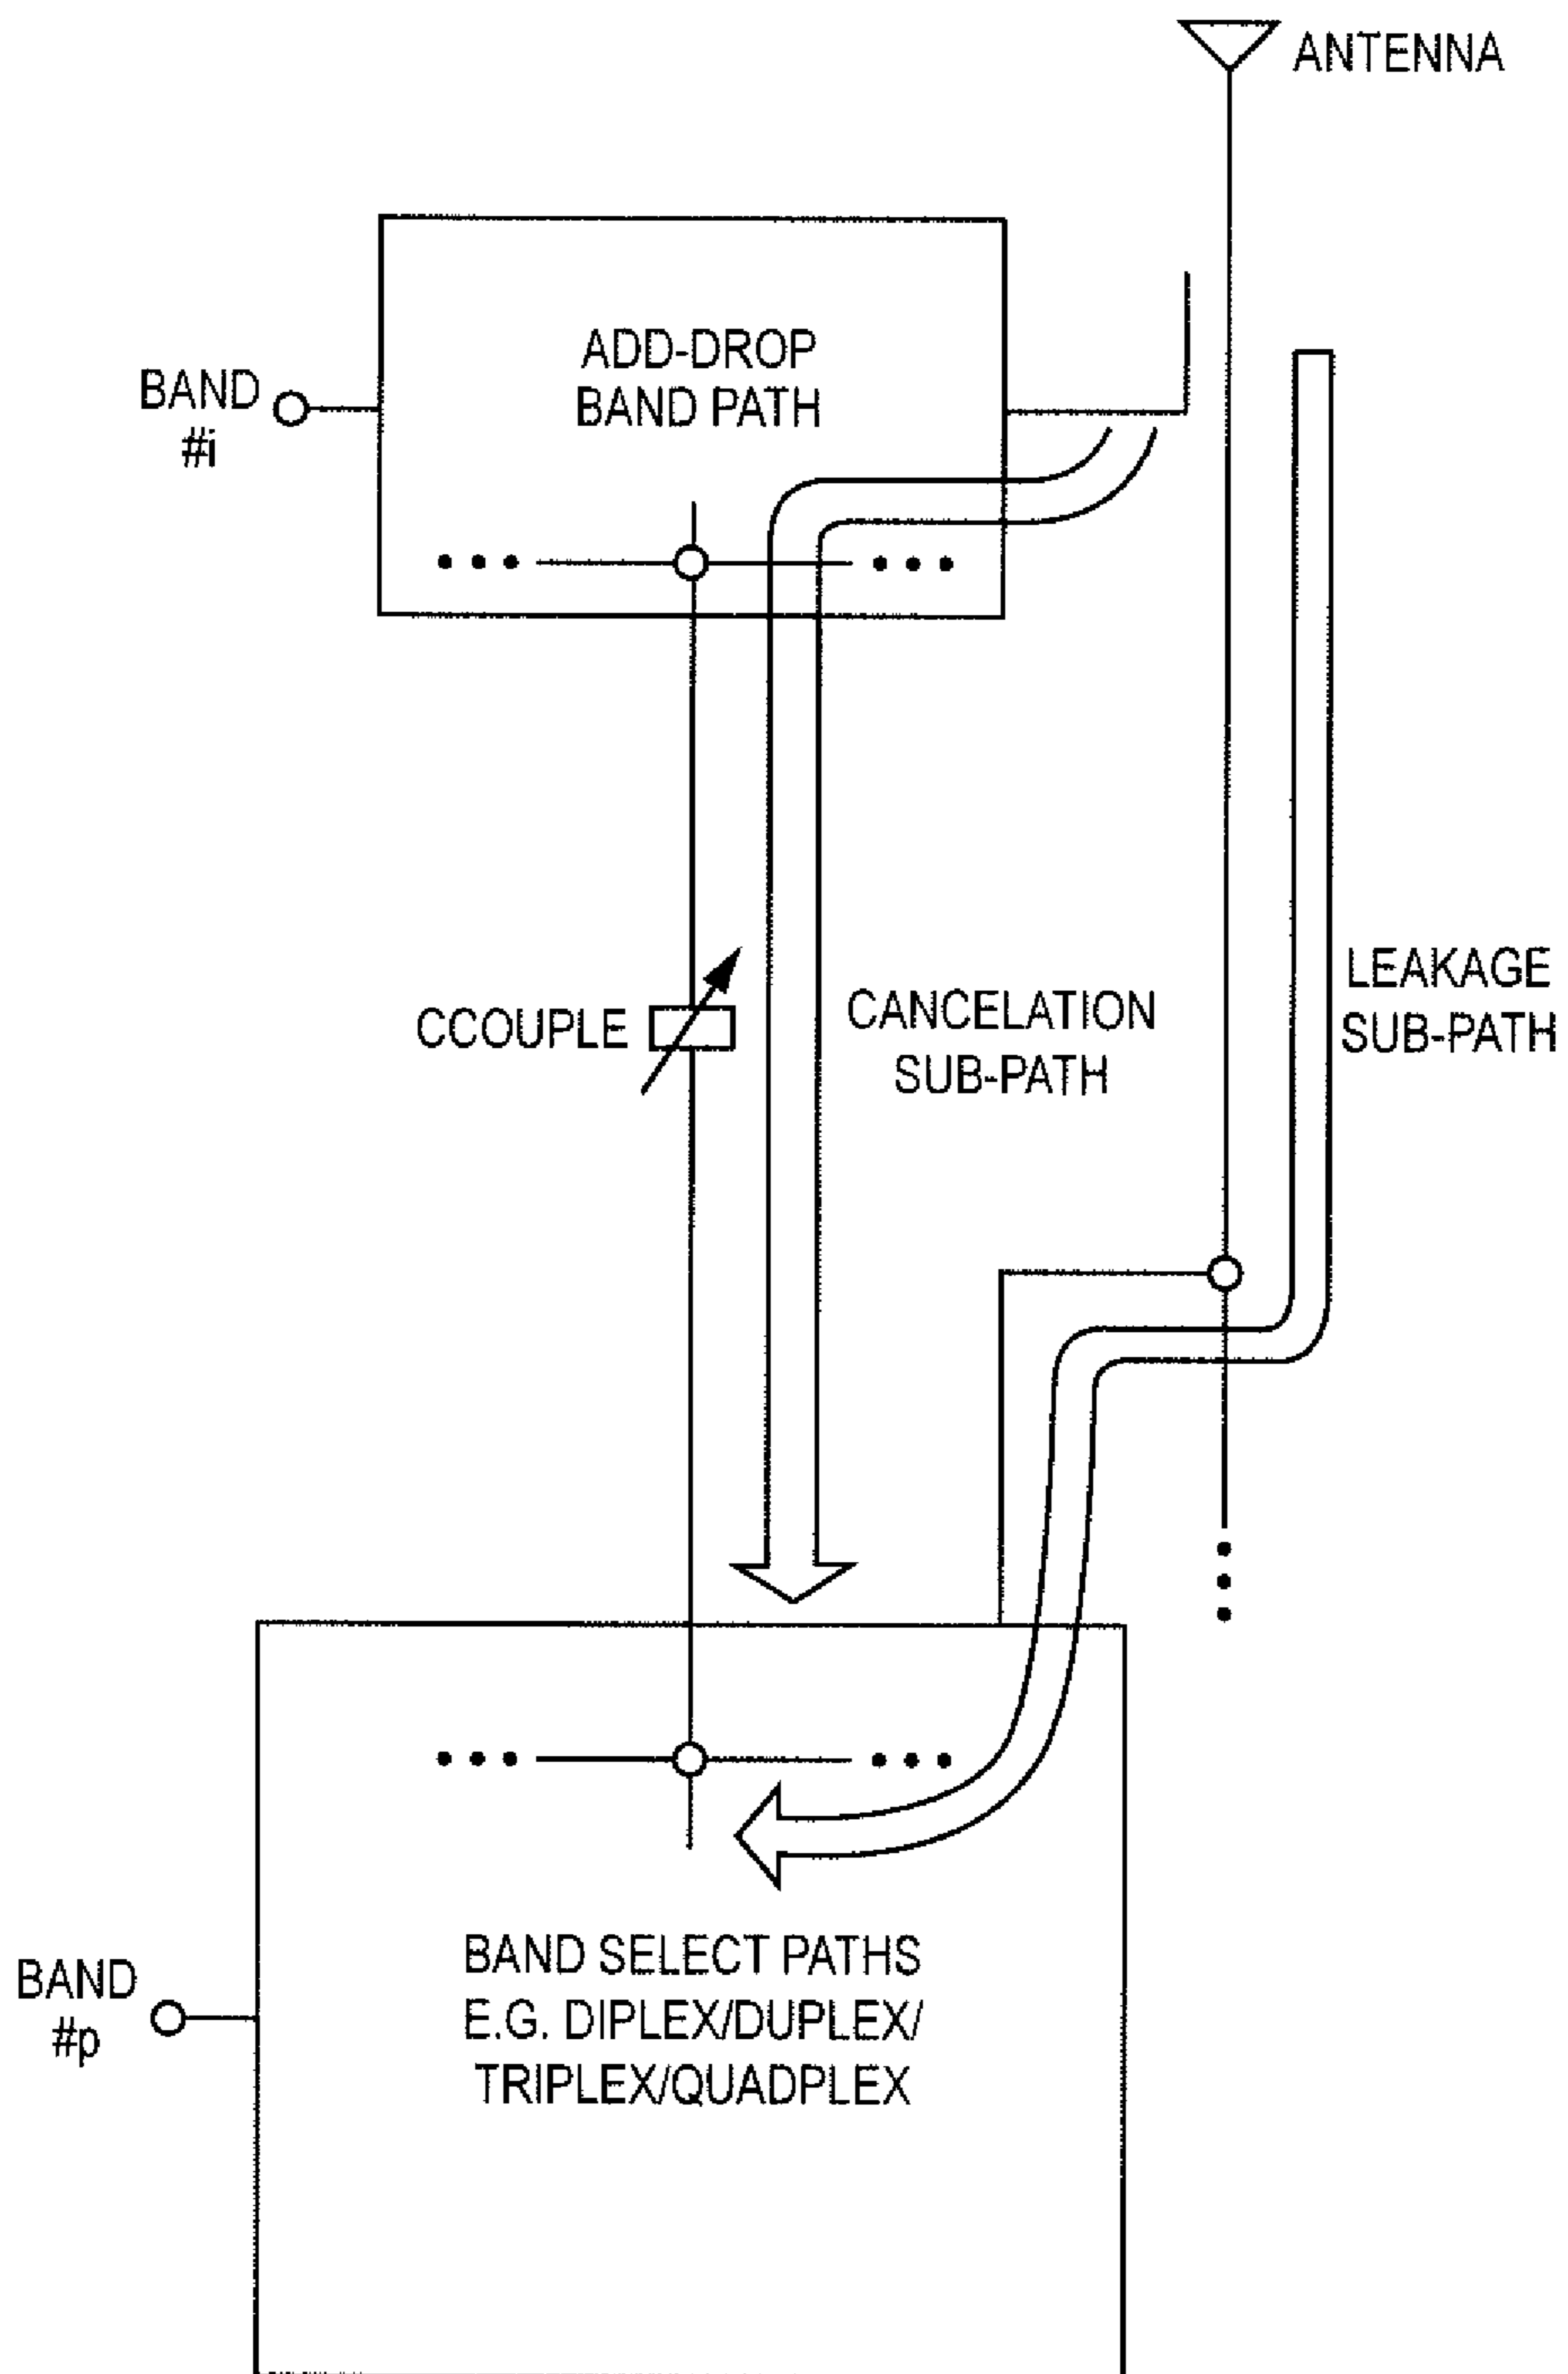 ANTENNA
ADD-DROP
BAND PATH
BAND
#i
LEAKAGE
SUB-PATH
CCOUPLE
CANCELATION
SUB-PATH
BAND SELECT PATHS
E.G. DIPLEX/DUPLEX/
TRIPLEX/QUADPLEX
BAND
#p